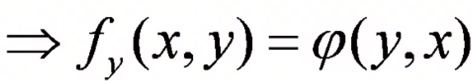 ⇒ f_y(x, y) = φ(y, x)